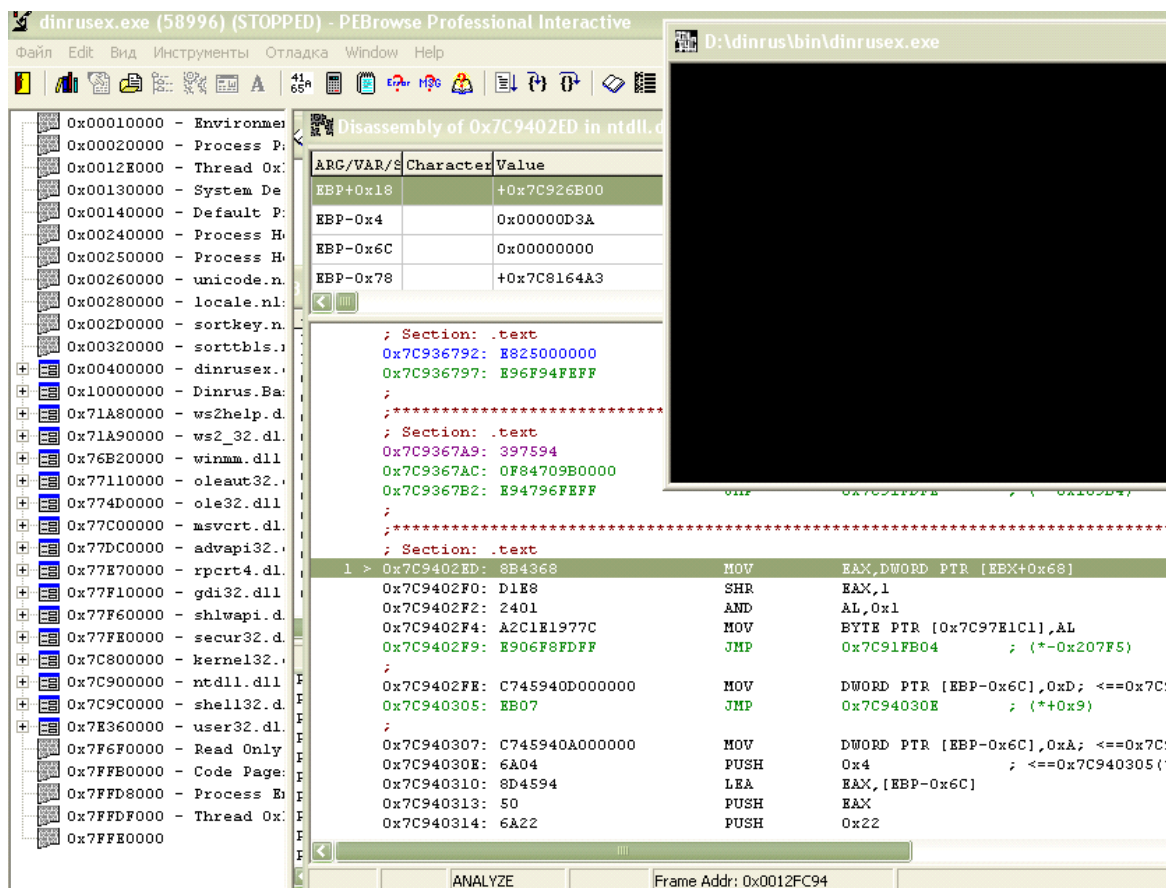 dinrusex.exe (58996) (STOPPED) - PEBrowse Professional Interactive
Файл Edit Вид Инструменты Отладка Window Help
D:\dinrus\bin\dinrusex.exe
0x00010000 - Environme
0x00020000 - Process P
0x0012E000 - Thread 0x
0x00130000 - System De
0x00140000 - Default P
0x00240000 - Process H
0x00250000 - Process H
0x00260000 - unicode.n
0x00280000 - locale.nl
0x002D0000 - sortkey.n
0x00320000 - sorttbls.
0x00400000 - dinrusex.
0x10000000 - Dinrus.Ba
0x71A80000 - ws2help.d
0x71A90000 - ws2_32.dl
0x76B20000 - winmm.dll
0x77110000 - oleaut32.
0x774D0000 - ole32.dll
0x77C00000 - msvcrt.dl
0x77DC0000 - advapi32.
0x77E70000 - rpcrt4.dl
0x77F10000 - gdi32.dll
0x77F60000 - shlwapi.d
0x77FE0000 - secur32.d
0x7C800000 - kernel32.
0x7C900000 - ntdll.dll
0x7C9C0000 - shell32.d
0x7E360000 - user32.dl
0x7F6F0000 - Read Only
0x7FFB0000 - Code Page
0x7FFD8000 - Process E
0x7FFDF000 - Thread 0x
0x7FFE0000
Disassembly of 0x7C9402ED in ntdll.d
ARG/VAR/S Character Value
EBP+0x18 +0x7C926B00
EBP-0x4 0x00000D3A
EBP-0x6C 0x00000000
EBP-0x78 +0x7C8164A3
; Section: .text
0x7C936792: E825000000
0x7C936797: E96F94FEFF
;
;**********************************
; Section: .text
0x7C9367A9: 397594
0x7C9367AC: 0F84709B0000
0x7C9367B2: E94796FEFF
;
;**********************************
; Section: .text
1 > 0x7C9402ED: 8B4368 MOV EAX,DWORD PTR [EBX+0x68]
0x7C9402F0: D1E8 SHR EAX,1
0x7C9402F2: 2401 AND AL,0x1
0x7C9402F4: A2C1E1977C MOV BYTE PTR [0x7C97E1C1],AL
0x7C9402F9: E906F8FDFF JMP 0x7C91FB04 ; (*-0x207F5)
;
0x7C9402FE: C745940D000000 MOV DWORD PTR [EBP-0x6C],0xD; <==0x7C9
0x7C940305: EB07 JMP 0x7C94030E ; (*+0x9)
;
0x7C940307: C745940A000000 MOV DWORD PTR [EBP-0x6C],0xA; <==0x7C9
0x7C94030E: 6A04 PUSH 0x4 ; <==0x7C940305(
0x7C940310: 8D4594 LEA EAX,[EBP-0x6C]
0x7C940313: 50 PUSH EAX
0x7C940314: 6A22 PUSH 0x22
ANALYZE Frame Addr: 0x0012FC94